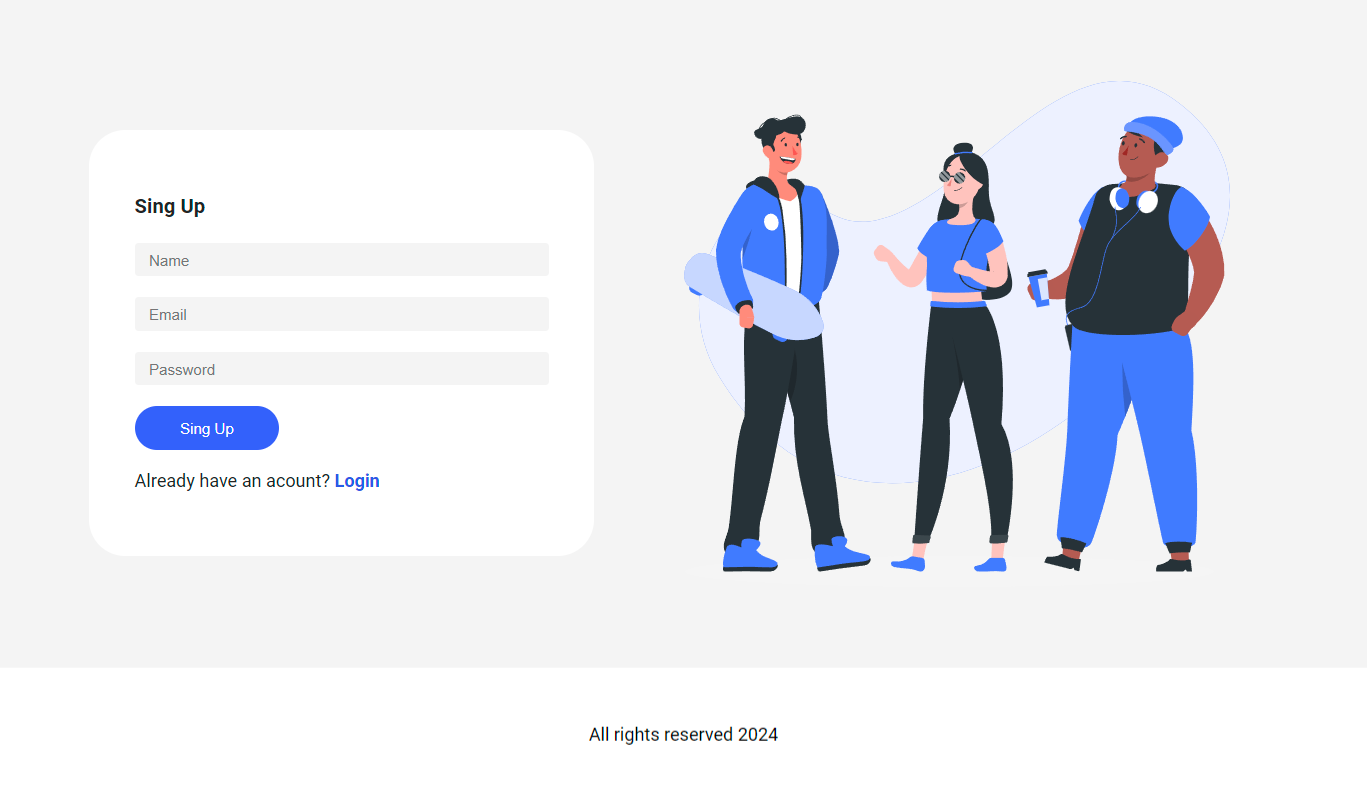 Sing Up
Name
Email
Password
Sing Up
Already have an acount? Login
All rights reserved 2024